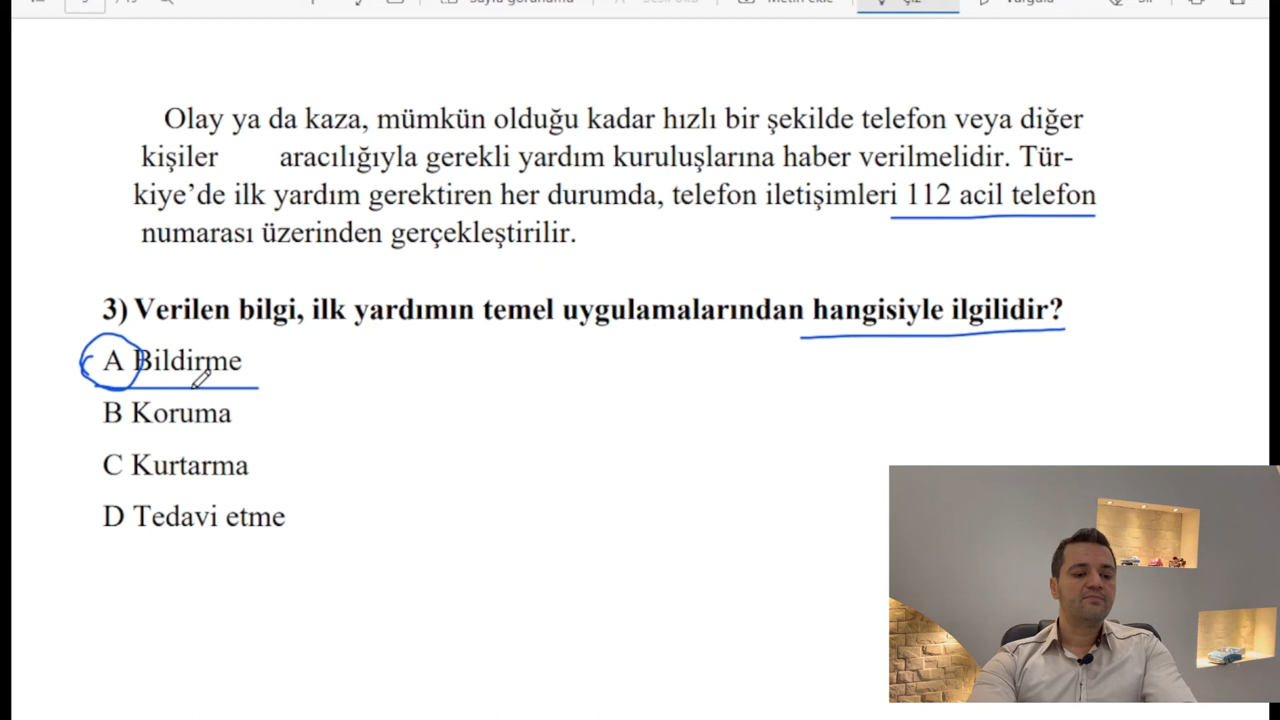 Olay ya da kaza, mümkün olduğu kadar hızlı bir şekilde telefon veya diğer
kişiler aracılığıyla gerekli yardım kuruluşlarına haber verilmelidir. Tür-
kiye’de ilk yardım gerektiren her durumda, telefon iletişimleri 112 acil telefon
numarası üzerinden gerçekleştirilir.
3) Verilen bilgi, ilk yardımın temel uygulamalarından hangisiyle ilgilidir?
A Bildirme
B Koruma
C Kurtarma
D Tedavi etme